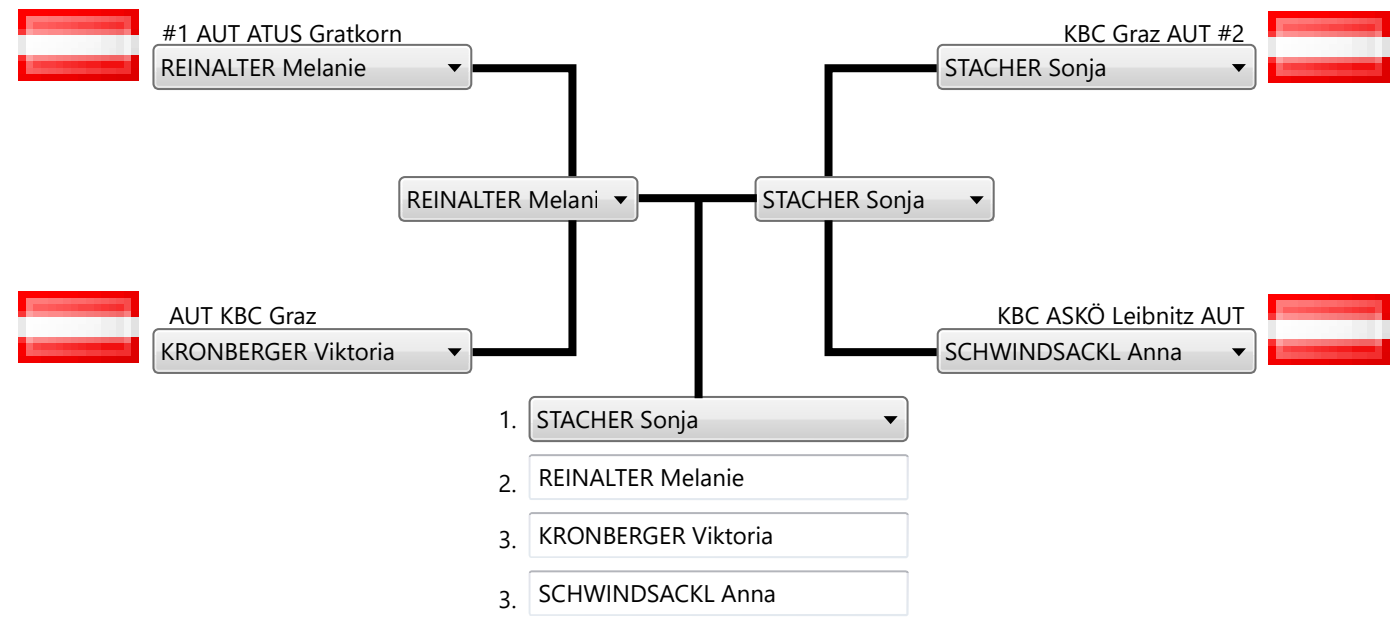 #1 AUT ATUS Gratkorn
REINALTER Melanie
KBC Graz AUT #2
STACHER Sonja
REINALTER Melani
STACHER Sonja
AUT KBC Graz
KRONBERGER Viktoria
KBC ASKÖ Leibnitz AUT
SCHWINDSACKL Anna
1. STACHER Sonja
2. REINALTER Melanie
3. KRONBERGER Viktoria
3. SCHWINDSACKL Anna